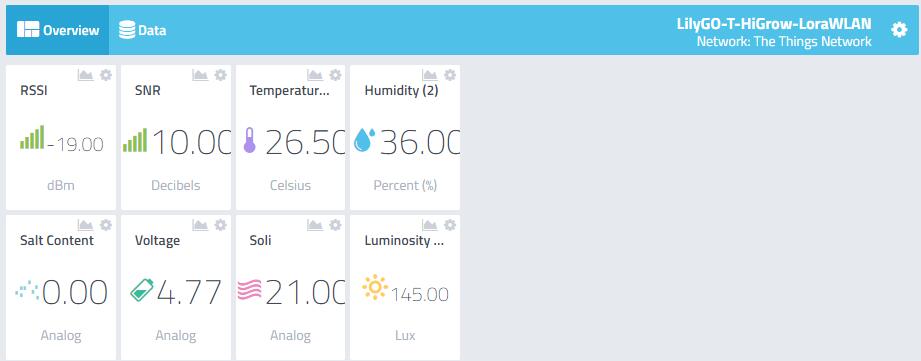 Overview
Data
LilyGO-T-HiGrow-LoraWLAN
Network: The Things Network
RSSI
-19.00
dBm
SNR
10.00
Decibels
Temperatur...
26.50
Celsius
Humidity (2)
36.00
Percent (%)
Salt Content
0.00
Analog
Voltage
4.77
Analog
Soli
21.00
Analog
Luminosity ...
145.00
Lux